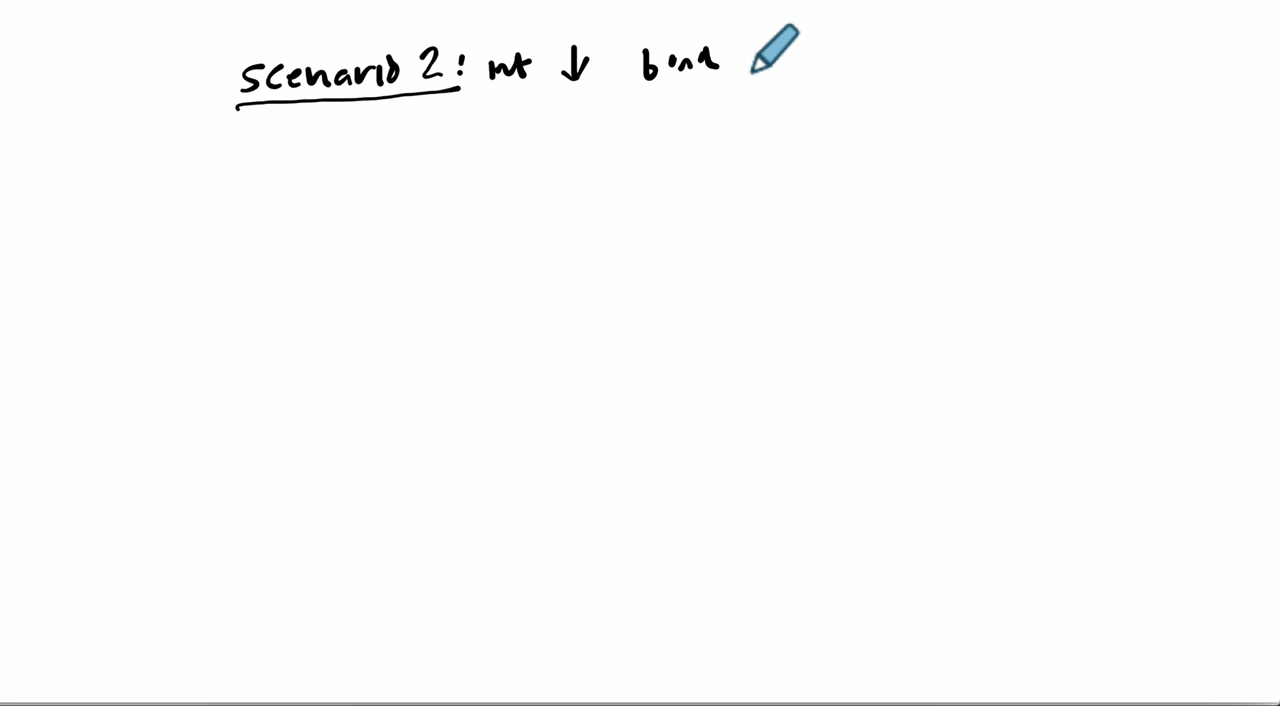 scenario 2: int ↓ bond